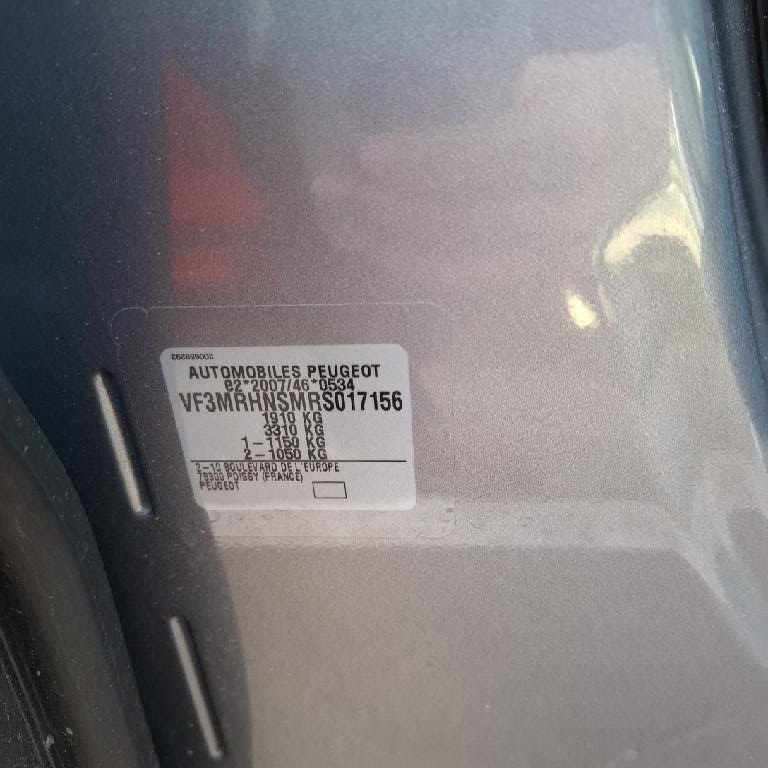 AUTOMOBILES PEUGEOT
e2*2007/46*0534
VF3MRHNSMRS017156
1910 KG
3310 KG
1-1150 KG
2-1050 KG
2-10 BOULEVARD DE L'EUROPE
78300 POISSY (FRANCE)
PEUGEOT